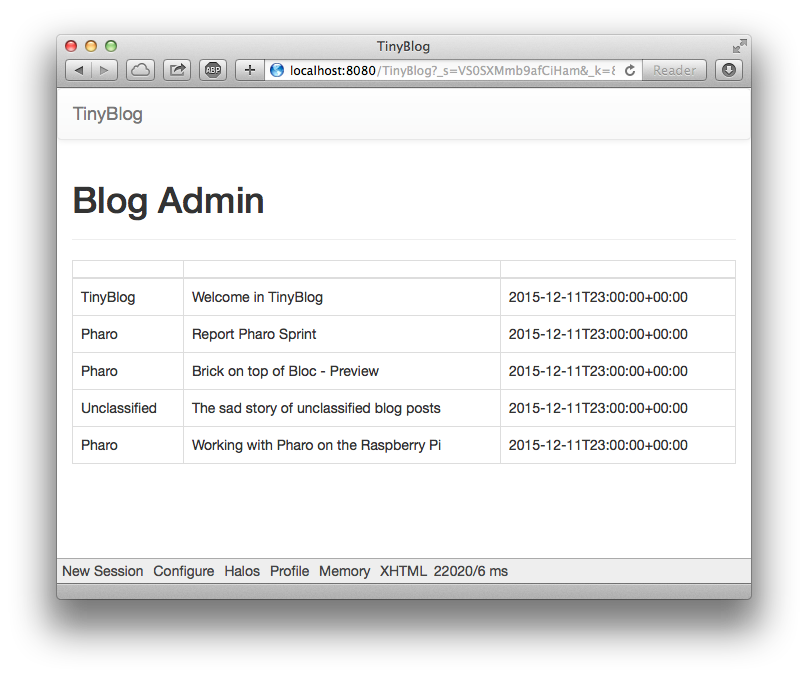 TinyBlog
ABP
localhost:8080/TinyBlog?_s=VS0SXMmb9afCiHam&_k=8
Reader
TinyBlog
Blog Admin
TinyBlog Welcome in TinyBlog 2015-12-11T23:00:00+00:00
Pharo Report Pharo Sprint 2015-12-11T23:00:00+00:00
Pharo Brick on top of Bloc - Preview 2015-12-11T23:00:00+00:00
Unclassified The sad story of unclassified blog posts 2015-12-11T23:00:00+00:00
Pharo Working with Pharo on the Raspberry Pi 2015-12-11T23:00:00+00:00
New Session Configure Halos Profile Memory XHTML 22020/6 ms